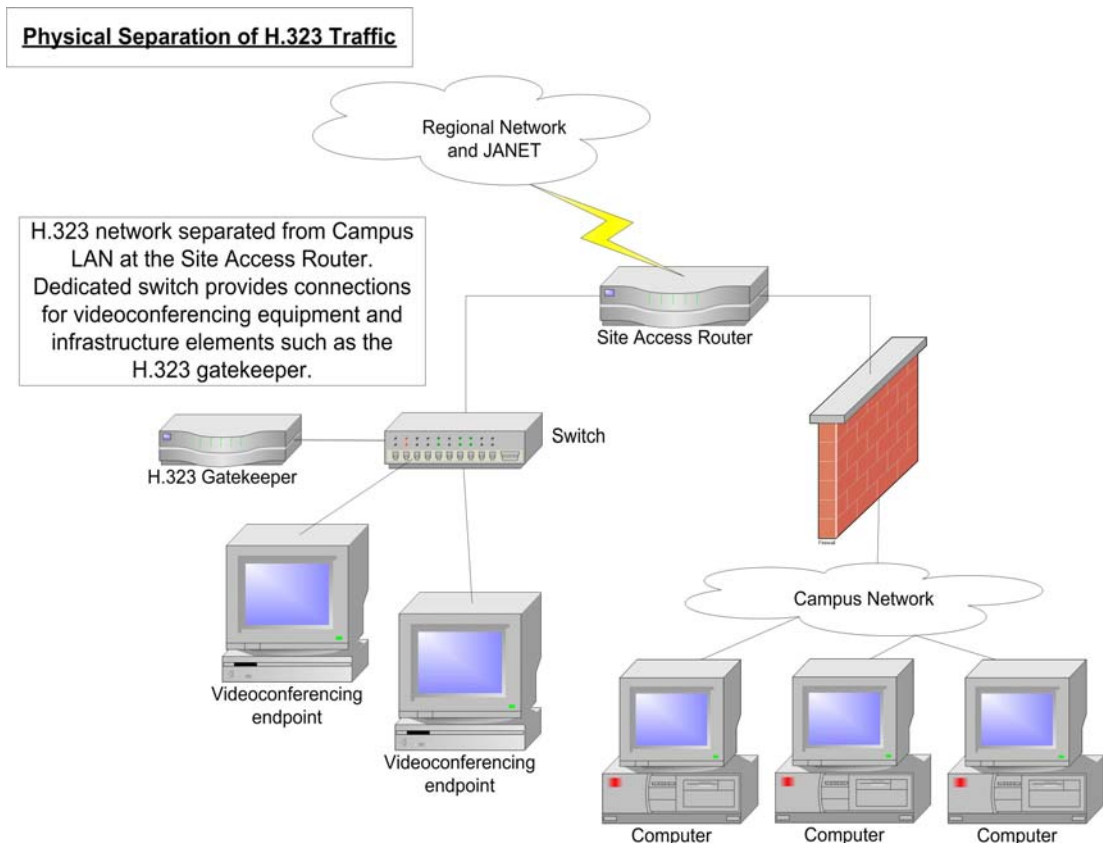 Physical Separation of H.323 Traffic
Regional Network
and JANET
H.323 network separated from Campus
LAN at the Site Access Router.
Dedicated switch provides connections
for videoconferencing equipment and
infrastructure elements such as the
H.323 gatekeeper.
Site Access Router
Switch
H.323 Gatekeeper
Firewall
Campus Network
Videoconferencing
endpoint
Videoconferencing
endpoint
Computer
Computer
Computer